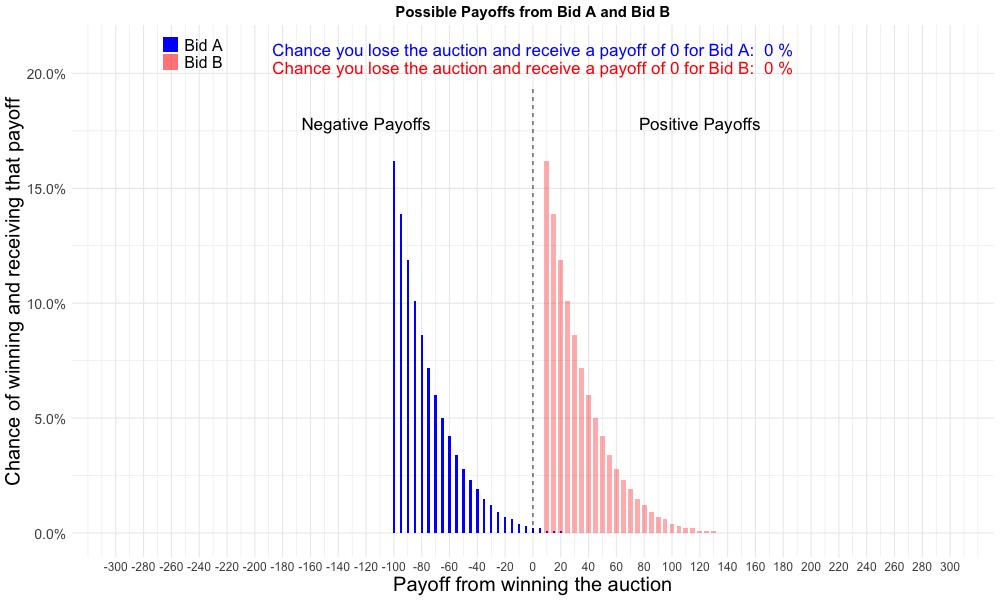 Possible Payoffs from Bid A and Bid B
Bid A
Bid B
Chance you lose the auction and receive a payoff of 0 for Bid A: 0 %
Chance you lose the auction and receive a payoff of 0 for Bid B: 0 %
Negative Payoffs
Positive Payoffs
Chance of winning and receiving that payoff
20.0%
15.0%
10.0%
5.0%
0.0%
-300 -280 -260 -240 -220 -200 -180 -160 -140 -120 -100 -80 -60 -40 -20 0 20 40 60 80 100 120 140 160 180 200 220 240 260 280 300
Payoff from winning the auction